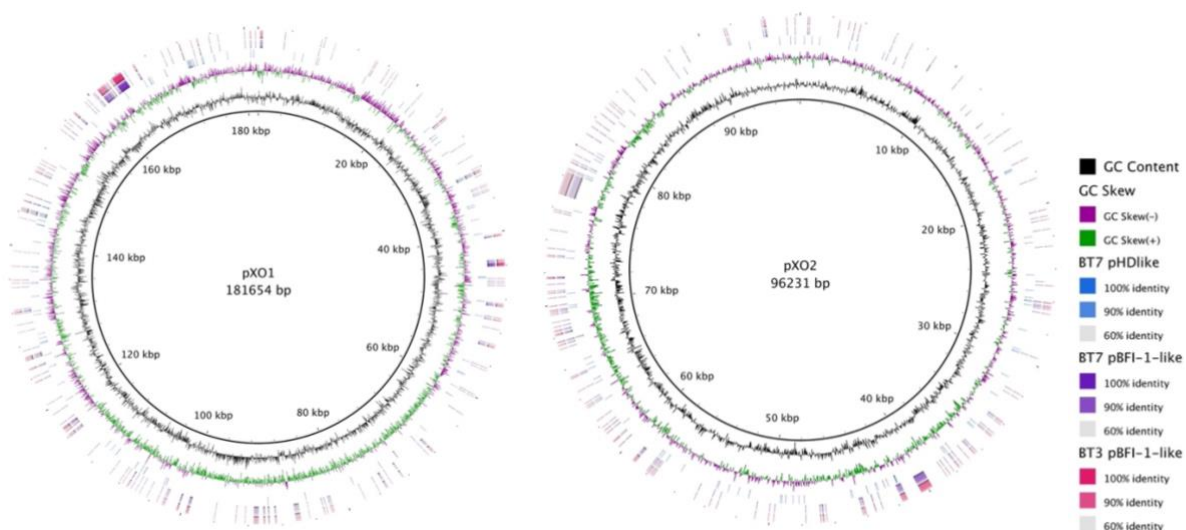 180 kbp
20 kbp
40 kbp
60 kbp
80 kbp
100 kbp
120 kbp
140 kbp
160 kbp
pXO1
181654 bp
90 kbp
10 kbp
20 kbp
30 kbp
40 kbp
50 kbp
60 kbp
70 kbp
80 kbp
pXO2
96231 bp
GC Content
GC Skew
GC Skew(-)
GC Skew(+)
BT7 pHDlike
100% identity
90% identity
60% identity
BT7 pBFI-1-like
100% identity
90% identity
60% identity
BT3 pBFI-1-like
100% identity
90% identity
60% identity